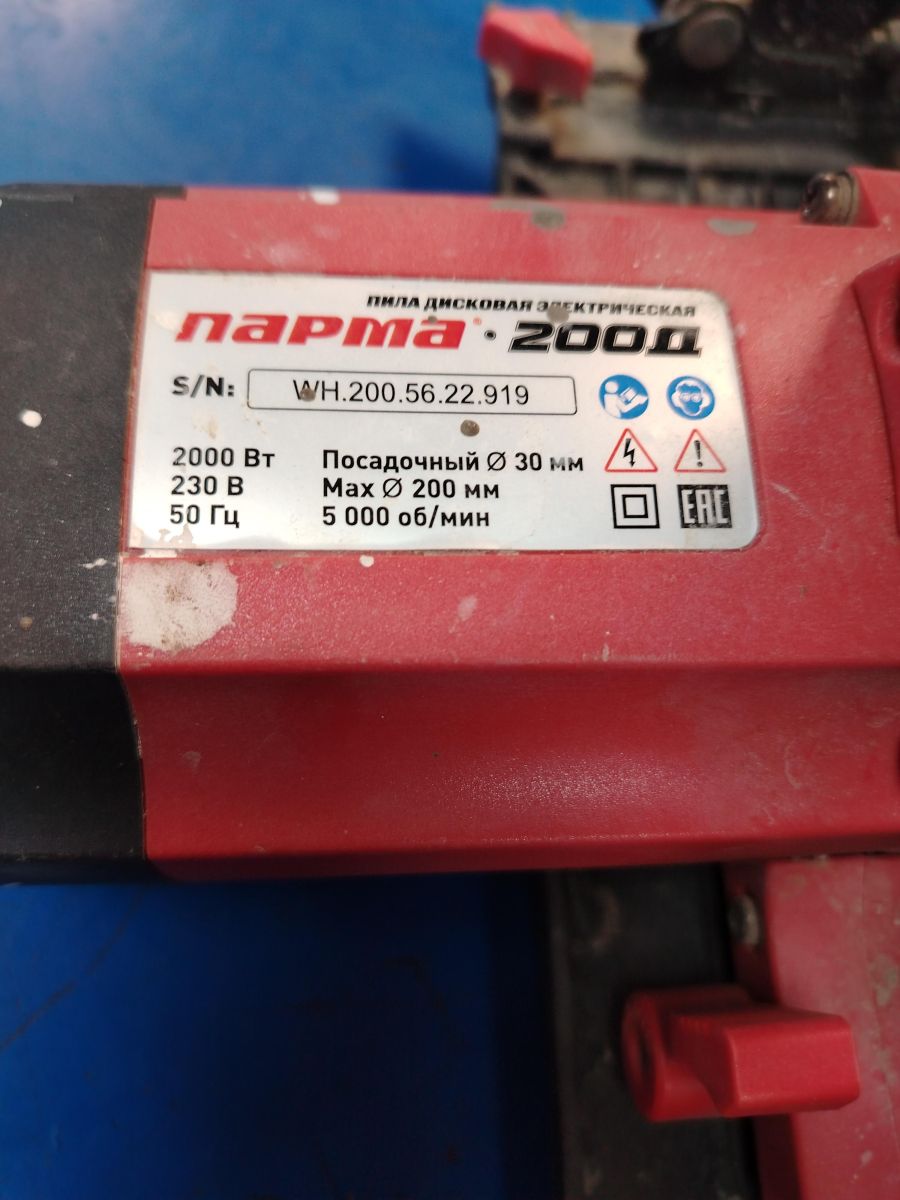 ПИЛА ДИСКОВАЯ ЭЛЕКТРИЧЕСКАЯ
ПАРМА® · 200Д
S/N: WH.200.56.22.919
2000 Вт Посадочный Ø 30 мм
230 В Max Ø 200 мм
50 Гц 5 000 об/мин
EAC